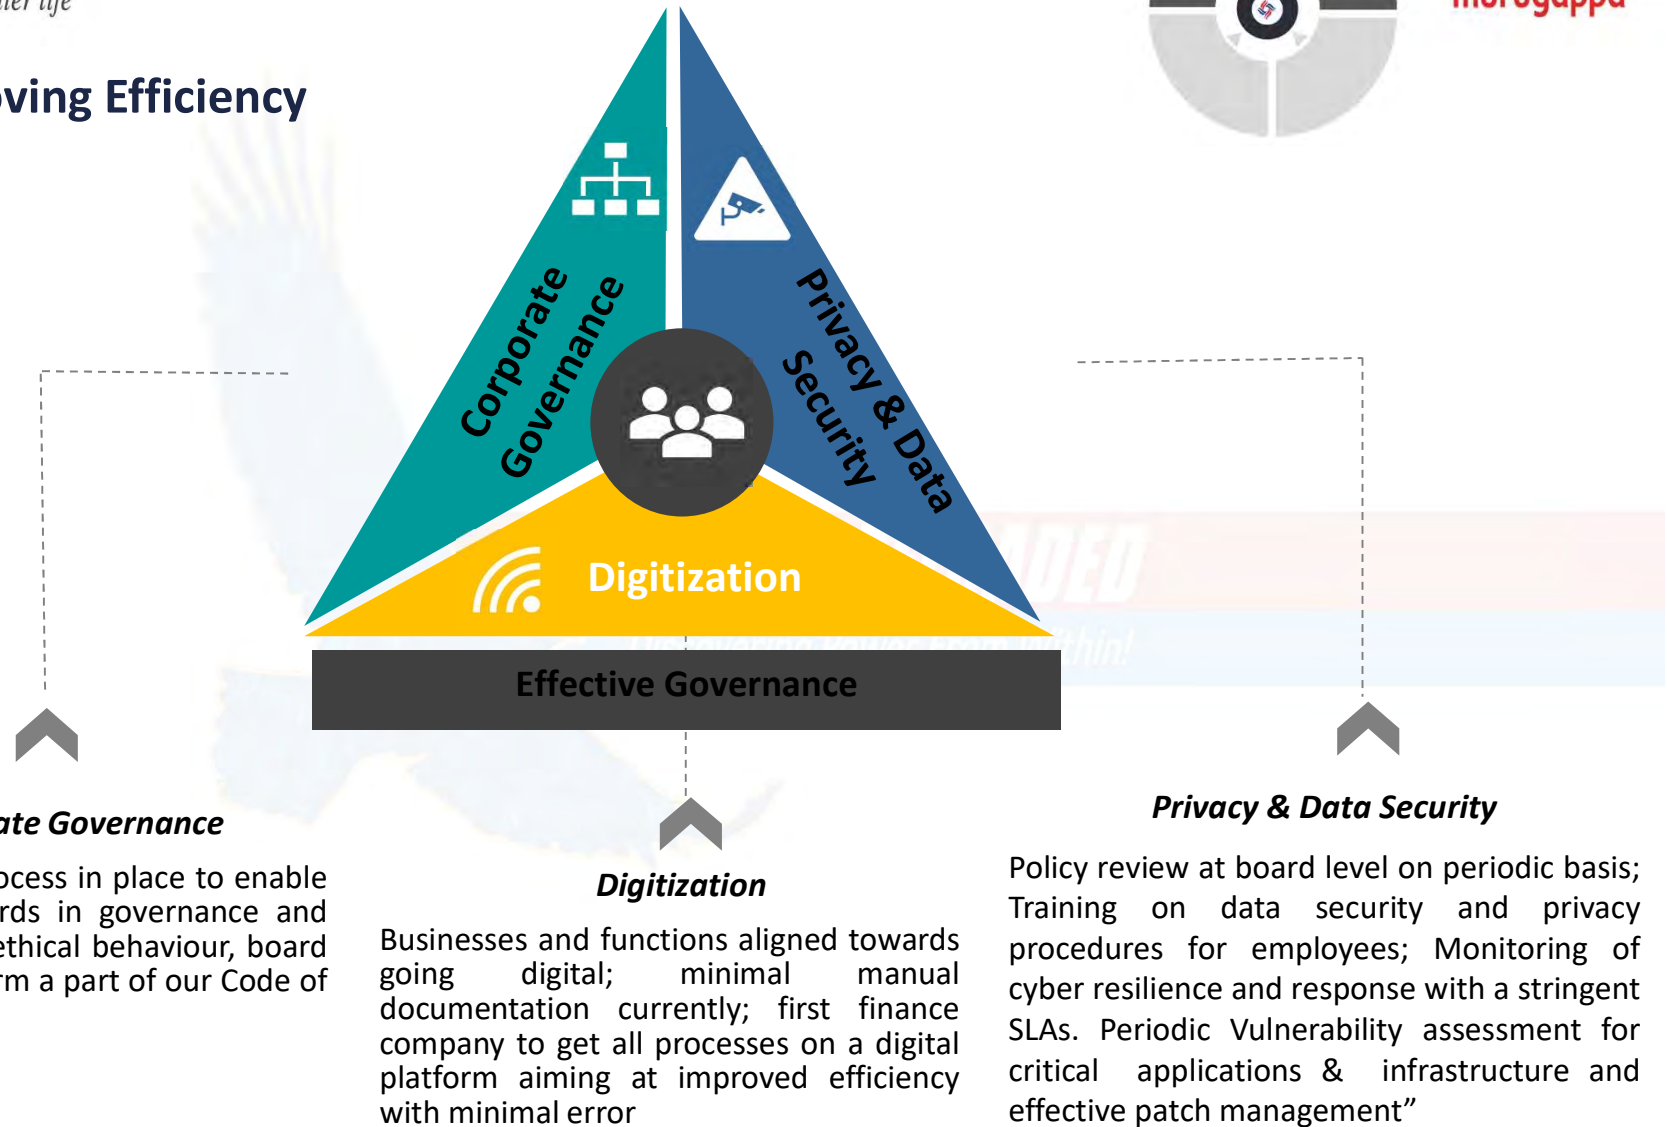 life
murugappa
oving Efficiency
Corporate
Governance
Privacy & Data
Security
Digitization
Effective Governance
ate Governance
ocess in place to enable
rds in governance and
ethical behaviour, board
rm a part of our Code of
Digitization
Businesses and functions aligned towards
going digital; minimal manual
documentation currently; first finance
company to get all processes on a digital
platform aiming at improved efficiency
with minimal error
Privacy & Data Security
Policy review at board level on periodic basis;
Training on data security and privacy
procedures for employees; Monitoring of
cyber resilience and response with a stringent
SLAs. Periodic Vulnerability assessment for
critical applications & infrastructure and
effective patch management”